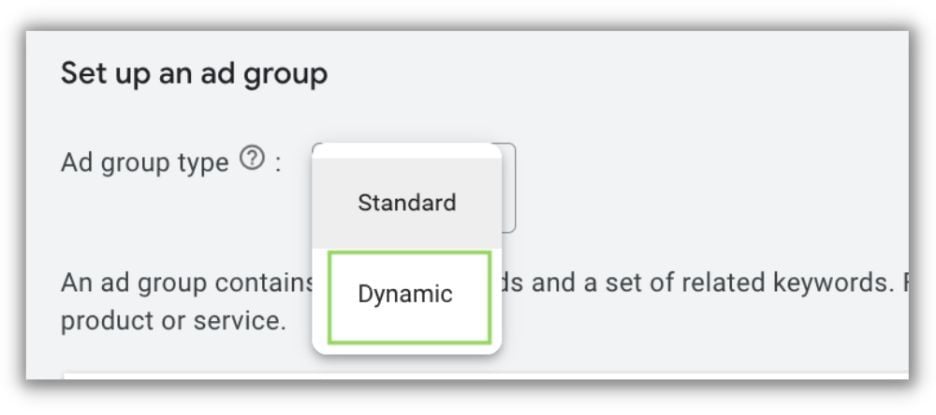 Set up an ad group
Ad group type ? :
Standard
Dynamic
An ad group contains ds and a set of related keywords.
product or service.